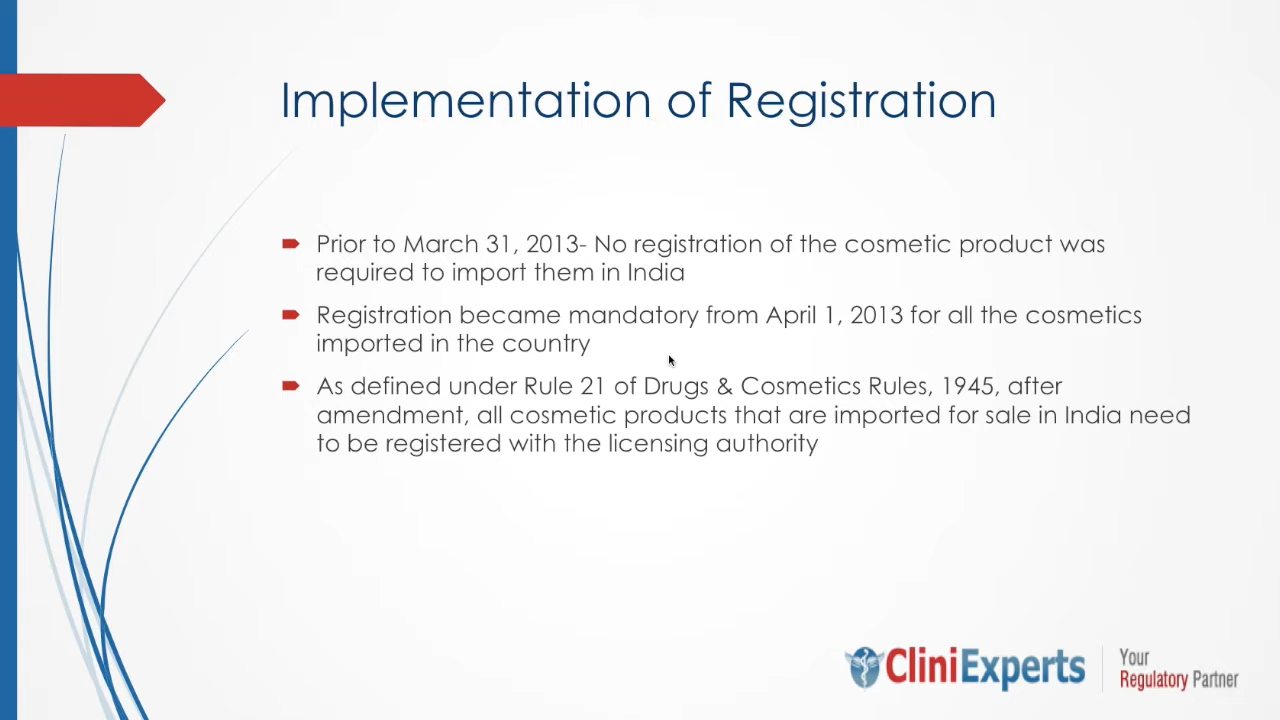 Implementation of Registration
Prior to March 31, 2013- No registration of the cosmetic product was
required to import them in India
Registration became mandatory from April 1, 2013 for all the cosmetics
imported in the country
As defined under Rule 21 of Drugs & Cosmetics Rules, 1945, after
amendment, all cosmetic products that are imported for sale in India need
to be registered with the licensing authority
CliniExperts
Your
Regulatory Partner